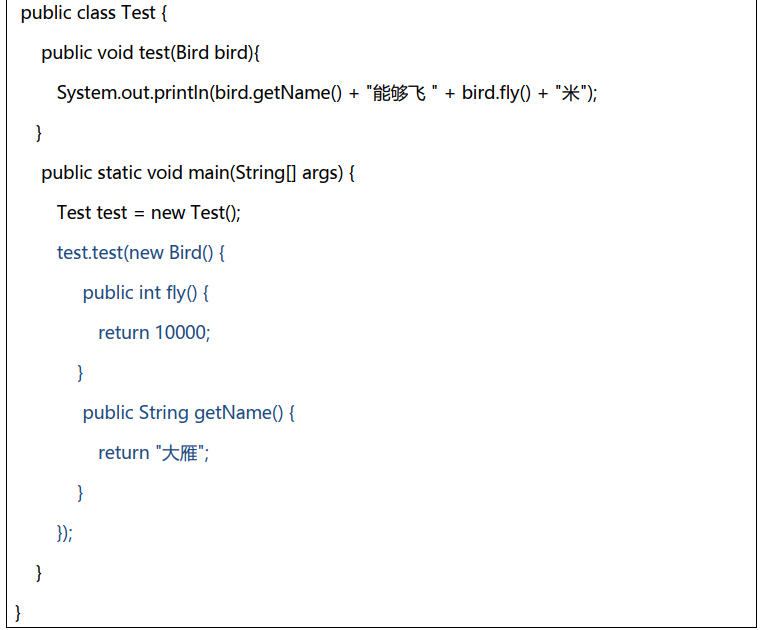 public class Test {
public void test(Bird bird){
System.out.println(bird.getName() + "能够飞 " + bird.fly() + "米");
}
public static void main(String[] args) {
Test test = new Test();
test.test(new Bird() {
public int fly() {
return 10000;
}
public String getName() {
return "大雁";
}
});
}
}